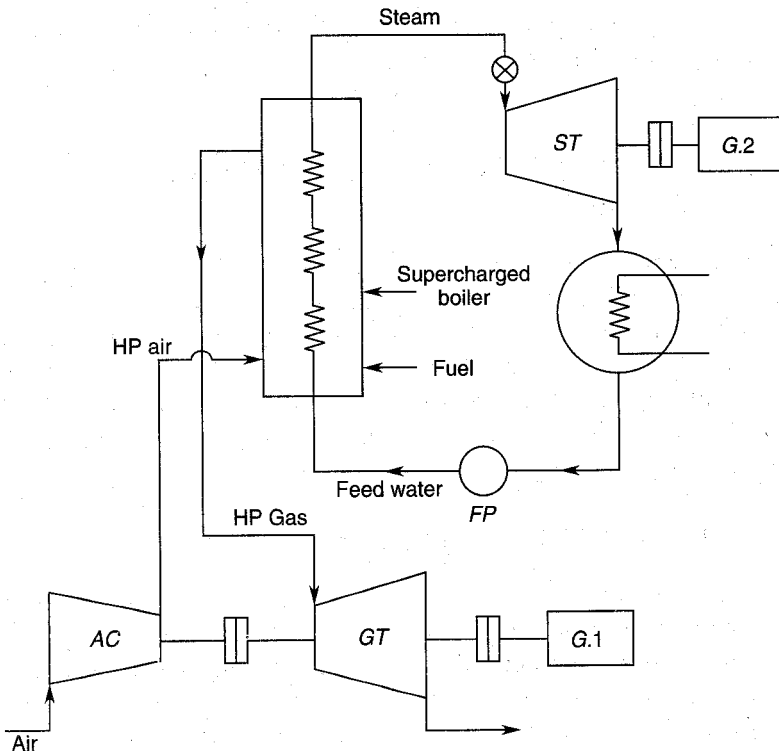 Steam
ST
G.2
Supercharged
boiler
HP air
Fuel
Feed water
FP
HP Gas
AC
GT
G.1
Air